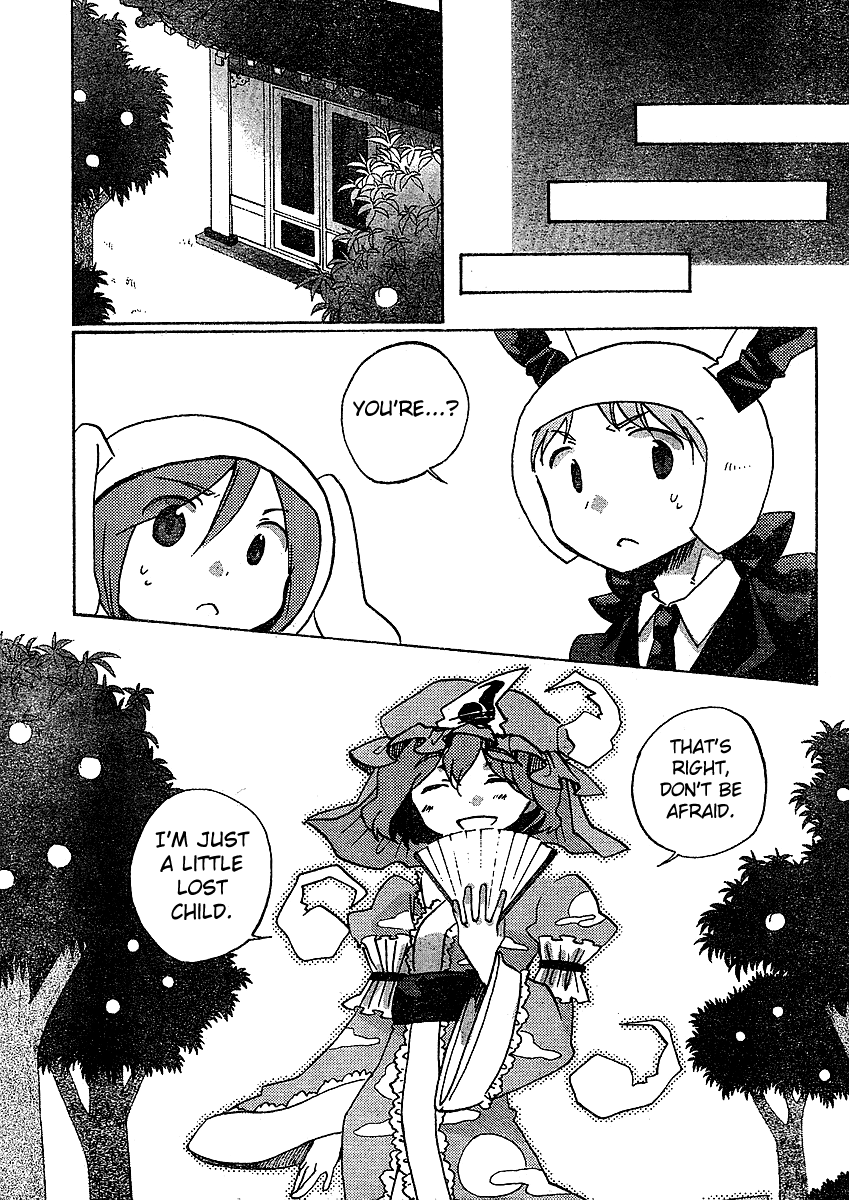 YOU'RE...?
THAT'S
RIGHT,
DON'T BE
AFRAID.
I'M JUST
A LITTLE
LOST
CHILD.